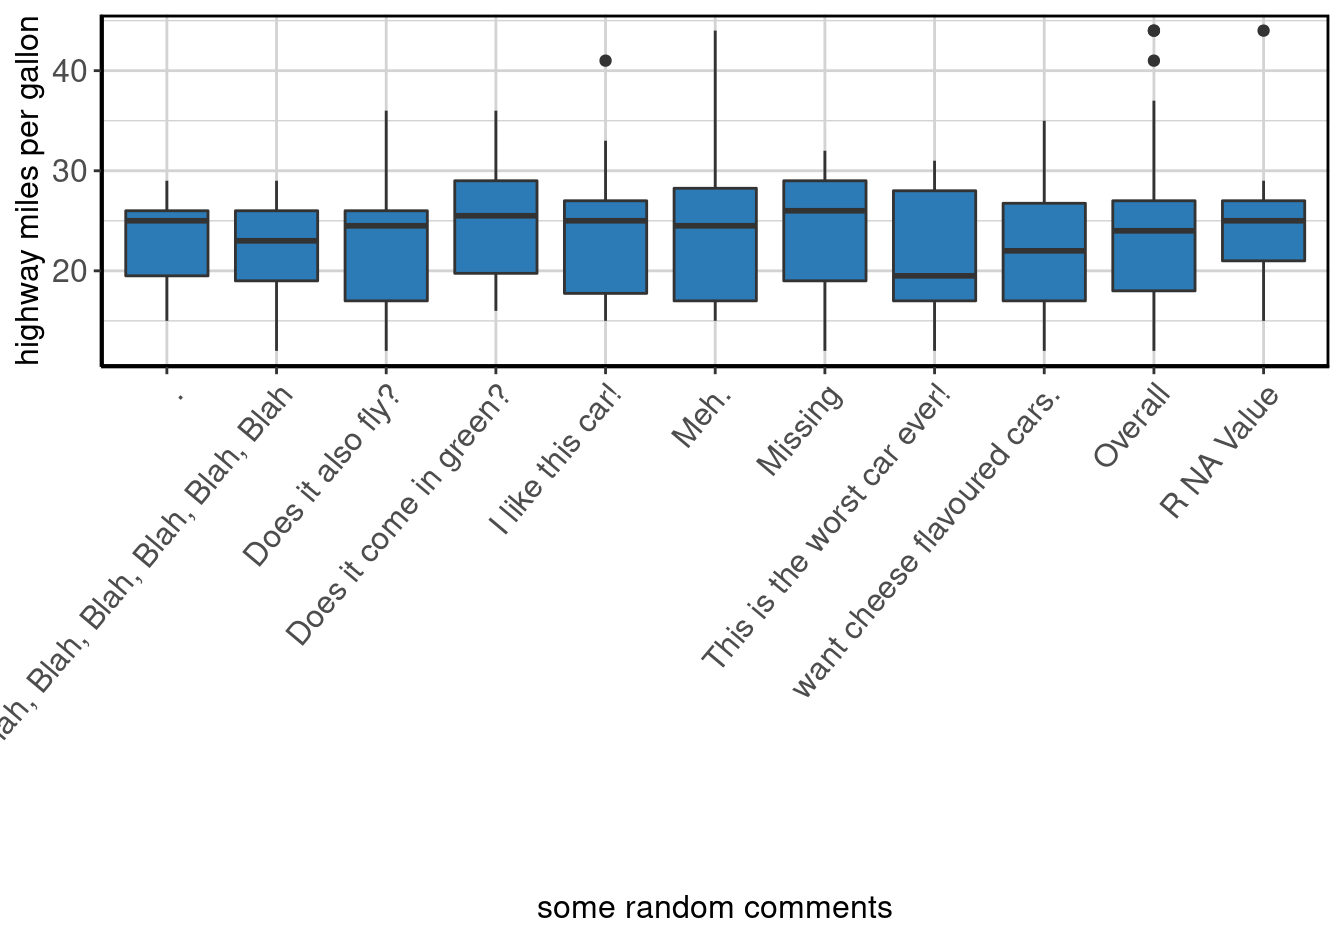 highway miles per gallon
40
30
20
.
Blah, Blah, Blah, Blah, Blah
Does it also fly?
Does it come in green?
I like this car!
Meh.
Missing
This is the worst car ever!
want cheese flavoured cars.
Overall
R NA Value
some random comments